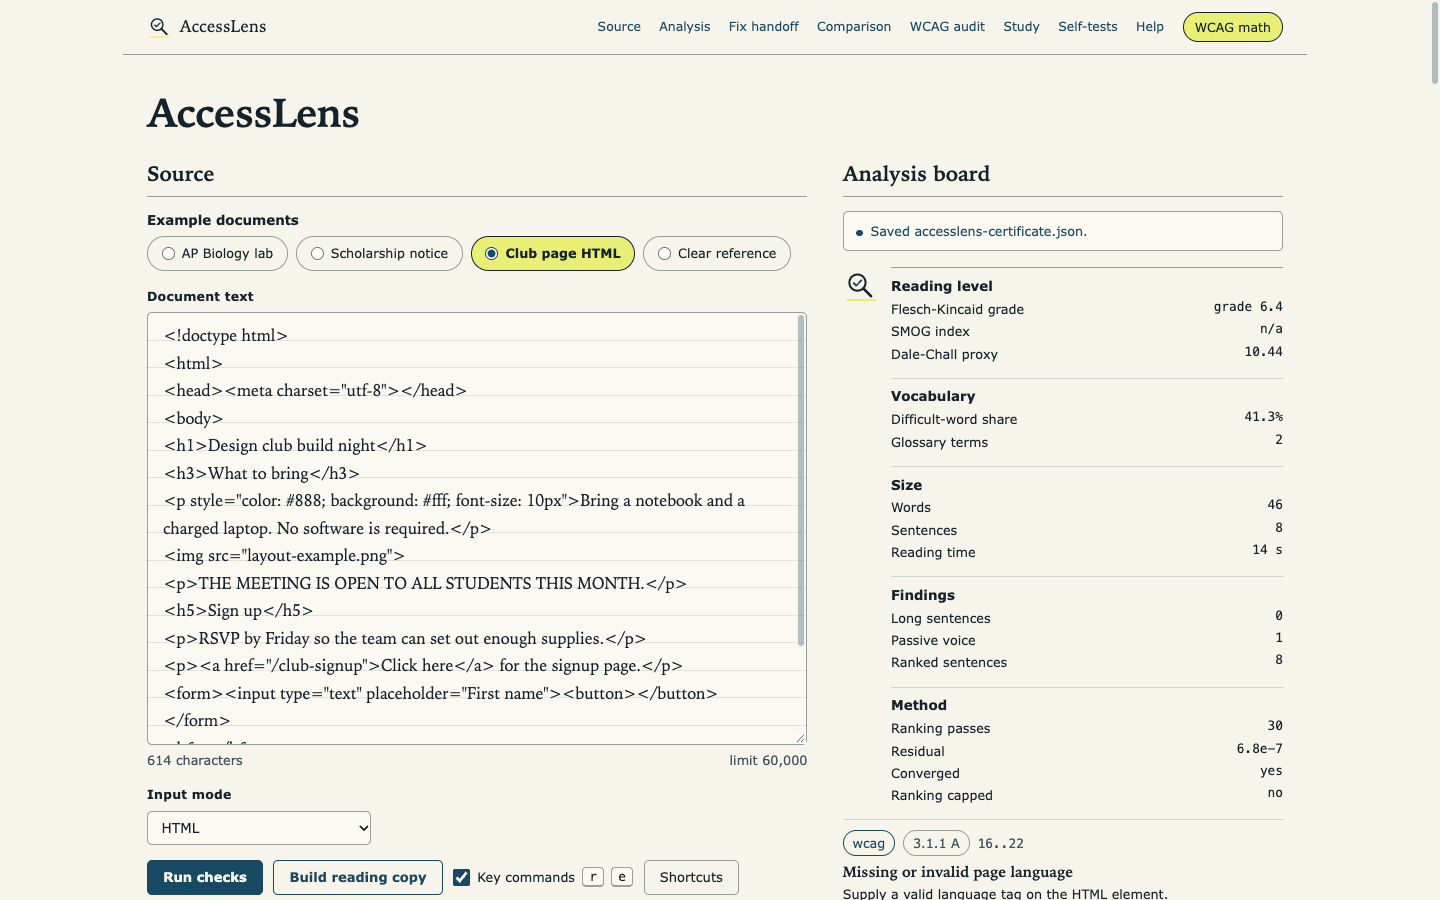 AccessLens
Source
Analysis
Fix handoff
Comparison
WCAG audit
Study
Self-tests
Help
WCAG math
AccessLens
Source
Example documents
AP Biology lab
Scholarship notice
Club page HTML
Clear reference
Document text
<!doctype html>
<html>
<head><meta charset="utf-8"></head>
<body>
<h1>Design club build night</h1>
<h3>What to bring</h3>
<p style="color: #888; background: #fff; font-size: 10px">Bring a notebook and a
charged laptop. No software is required.</p>
<img src="layout-example.png">
<p>THE MEETING IS OPEN TO ALL STUDENTS THIS MONTH.</p>
<h5>Sign up</h5>
<p>RSVP by Friday so the team can set out enough supplies.</p>
<p><a href="/club-signup">Click here</a> for the signup page.</p>
<form><input type="text" placeholder="First name"><button></button>
</form>
614 characters
limit 60,000
Input mode
HTML
Run checks
Build reading copy
Key commands r e
Shortcuts
Analysis board
Saved accesslens-certificate.json.
Reading level
Flesch-Kincaid grade grade 6.4
SMOG index n/a
Dale-Chall proxy 10.44
Vocabulary
Difficult-word share 41.3%
Glossary terms 2
Size
Words 46
Sentences 8
Reading time 14 s
Findings
Long sentences 0
Passive voice 1
Ranked sentences 8
Method
Ranking passes 30
Residual 6.8e-7
Converged yes
Ranking capped no
wcag 3.1.1 A 16..22
Missing or invalid page language
Supply a valid language tag on the HTML element.